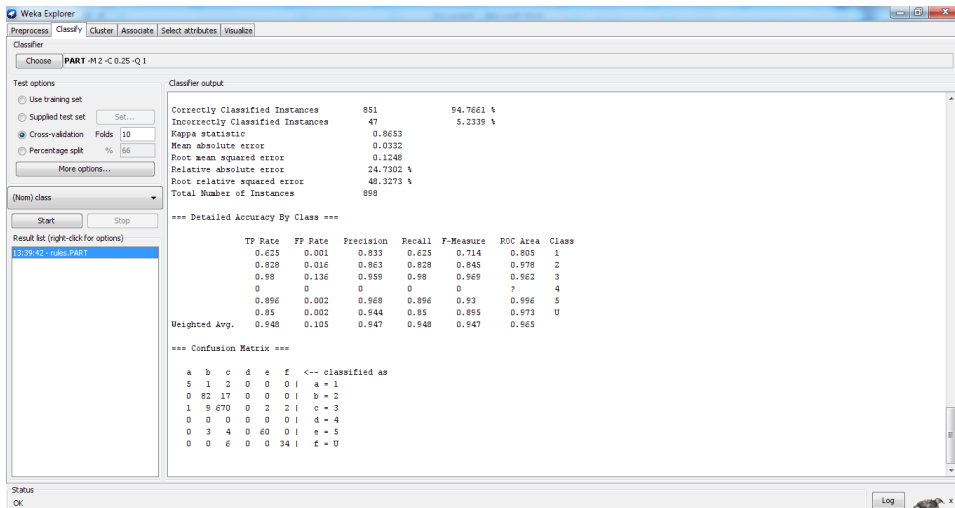 Weka Explorer
Preprocess Classify Cluster Associate Select attributes Visualize
Classifier
Choose PART -M 2 -C 0.25 -Q 1
Test options
Use training set
Supplied test set Set...
Cross-validation Folds 10
Percentage split % 66
More options...
(Nom) class
Start Stop
Result list (right-click for options)
13:39:42 - rules.PART
Classifier output
Correctly Classified Instances 851 94.7661 %
Incorrectly Classified Instances 47 5.2339 %
Kappa statistic 0.8653
Mean absolute error 0.0332
Root mean squared error 0.1248
Relative absolute error 24.7302 %
Root relative squared error 48.3273 %
Total Number of Instances 898
=== Detailed Accuracy By Class ===
TP Rate FP Rate Precision Recall F-Measure ROC Area Class
0.625 0.001 0.833 0.625 0.714 0.805 1
0.828 0.016 0.863 0.828 0.845 0.978 2
0.98 0.136 0.959 0.98 0.969 0.962 3
0 0 0 0 0 ? 4
0.896 0.002 0.968 0.896 0.93 0.996 5
0.85 0.002 0.944 0.85 0.895 0.973 U
Weighted Avg. 0.948 0.105 0.947 0.948 0.947 0.965
=== Confusion Matrix ===
a b c d e f <-- classified as
5 1 2 0 0 0 | a = 1
0 82 17 0 0 0 | b = 2
1 9 670 0 2 2 | c = 3
0 0 0 0 0 0 | d = 4
0 3 4 0 60 0 | e = 5
0 0 6 0 0 34 | f = U
Status
OK
Log
x 0